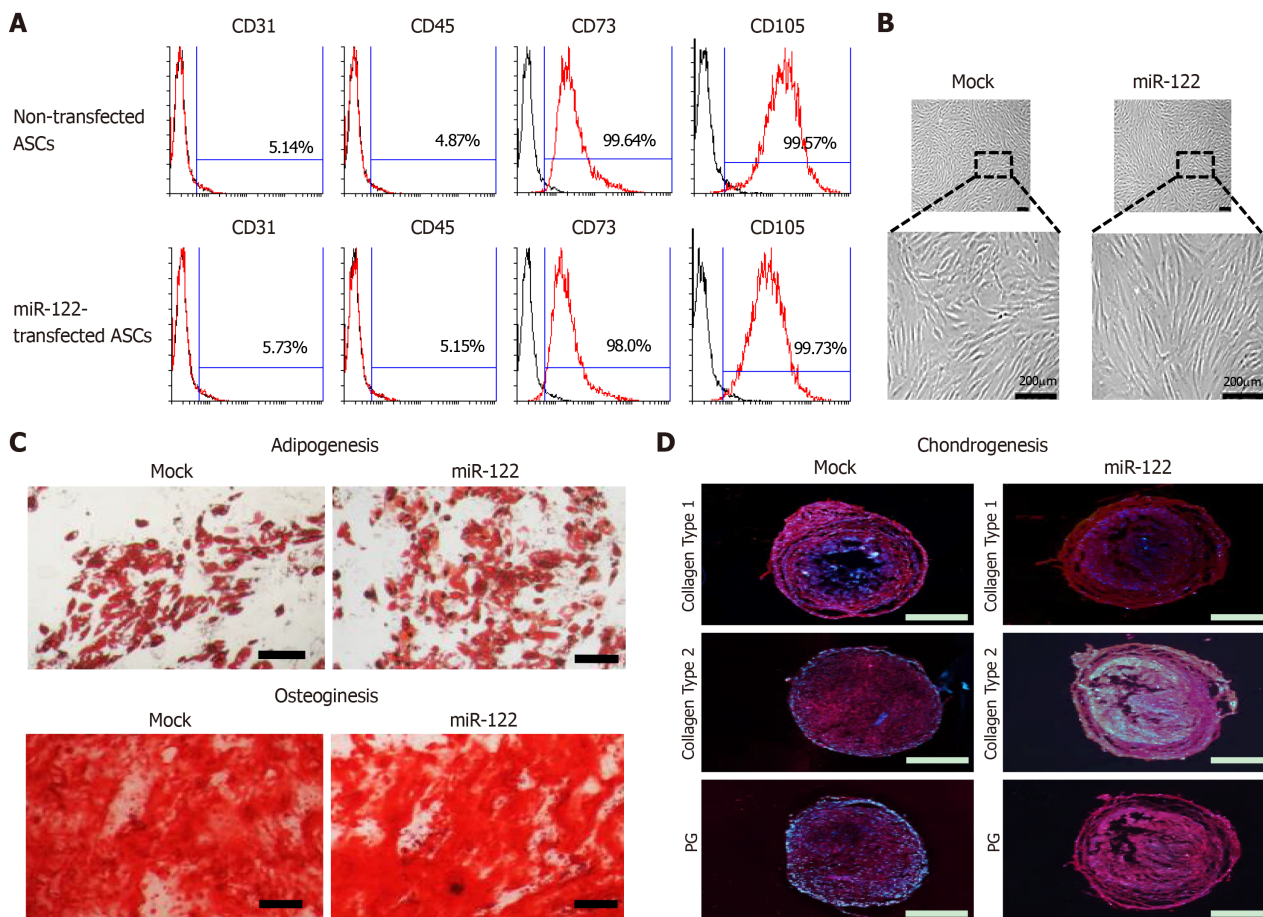 A
CD31
CD45
CD73
CD105
Non-transfected
ASCs
5.14%
4.87%
99.64%
99.57%
CD31
CD45
CD73
CD105
miR-122-
transfected ASCs
5.73%
5.15%
98.0%
99.73%
B
Mock
miR-122
200μm
200μm
C
Adipogenesis
Mock
miR-122
Osteoginesis
Mock
miR-122
D
Chondrogenesis
Mock
miR-122
Collagen Type 1
Collagen Type 1
Collagen Type 2
Collagen Type 2
PG
PG